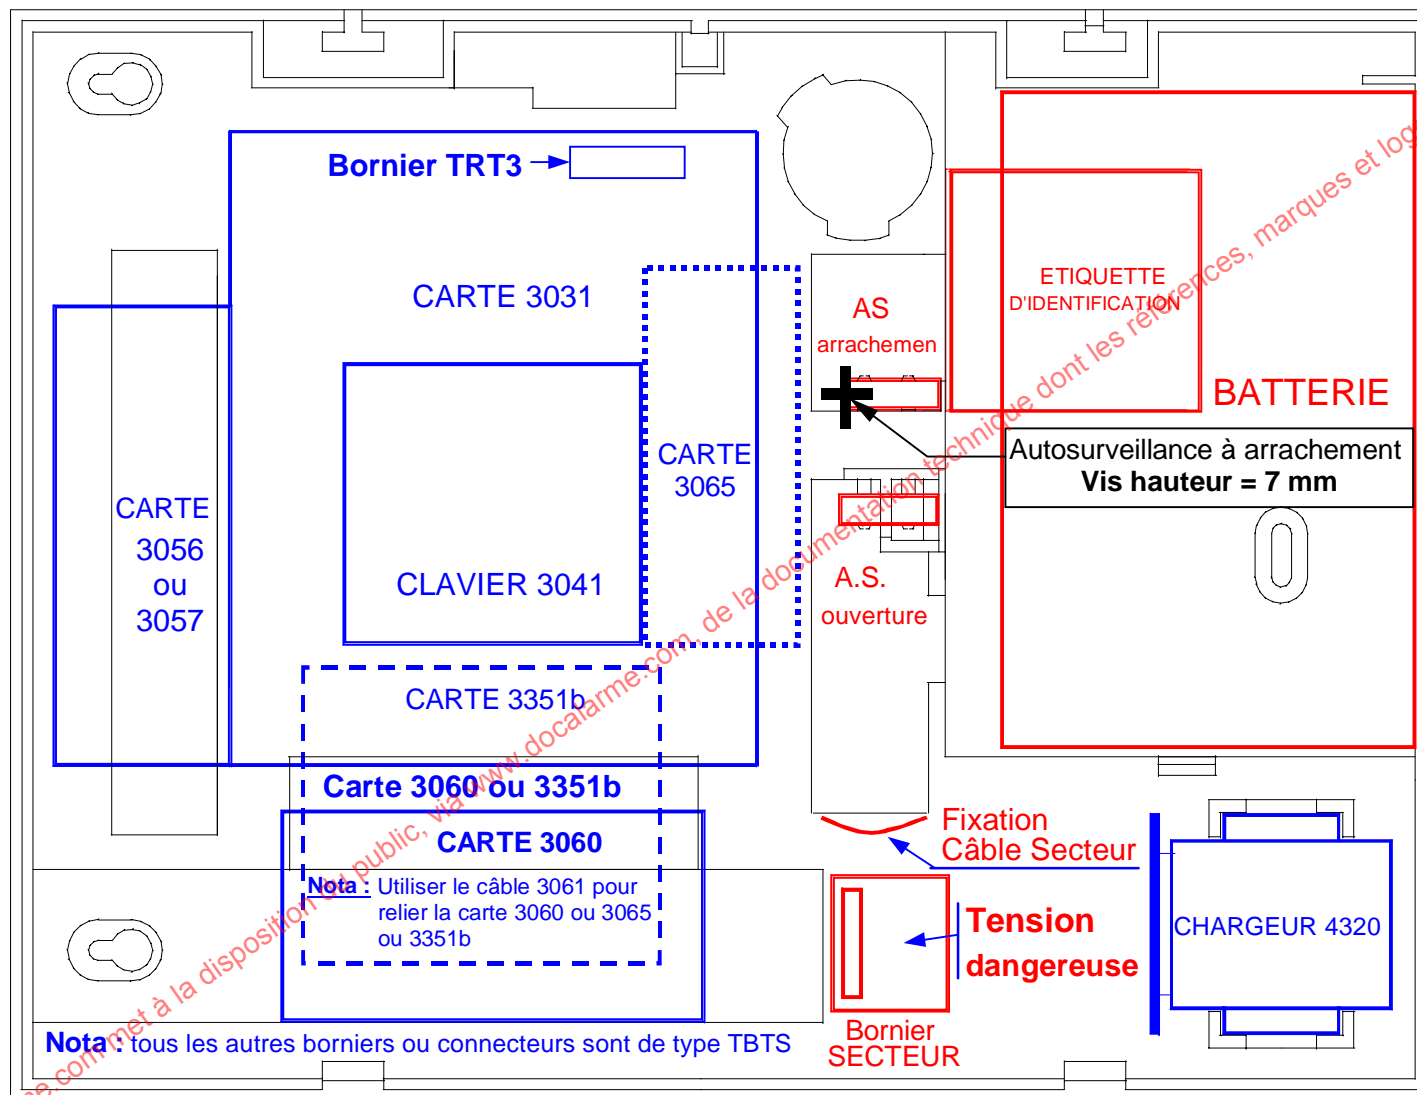 Bornier TRT3
CARTE 3031
AS
arrachemen
ETIQUETTE
D'IDENTIFICATION
BATTERIE
Autosurveillance à arrachement
Vis hauteur = 7 mm
CARTE
3065
CARTE
3056
ou
3057
CLAVIER 3041
A.S.
ouverture
CARTE 3351b
Carte 3060 ou 3351b
CARTE 3060
Nota : Utiliser le câble 3061 pour
relier la carte 3060 ou 3065
ou 3351b
Fixation
Câble Secteur
Tension
dangereuse
CHARGEUR 4320
Bornier
SECTEUR
Nota : tous les autres borniers ou connecteurs sont de type TBTS
me.com met à la disposition du public, via www.docalarme.com, de la documentation technique dont les références, marques et log